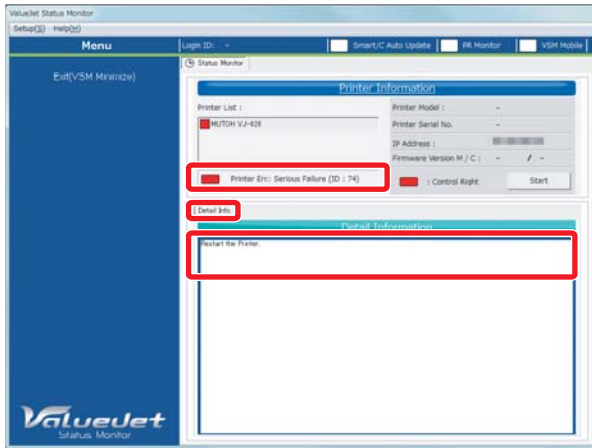 ValueJet Status Monitor
Setup(S) Help(H)
Menu
Login ID: -
Smart/C Auto Update
PR Monitor
VSM Mobile
Exit(VSM Minimize)
Status Monitor
Printer Information
Printer List :
MUTOH VJ-628
Printer Model : -
Printer Serial No. -
IP Address :
Firmware Version M / C : - / -
Printer Err.: Serious Failure (ID : 74)
: Control Right
Start
Detail Info.
Detail Information
Restart the Printer.
ValueJet
Status Monitor